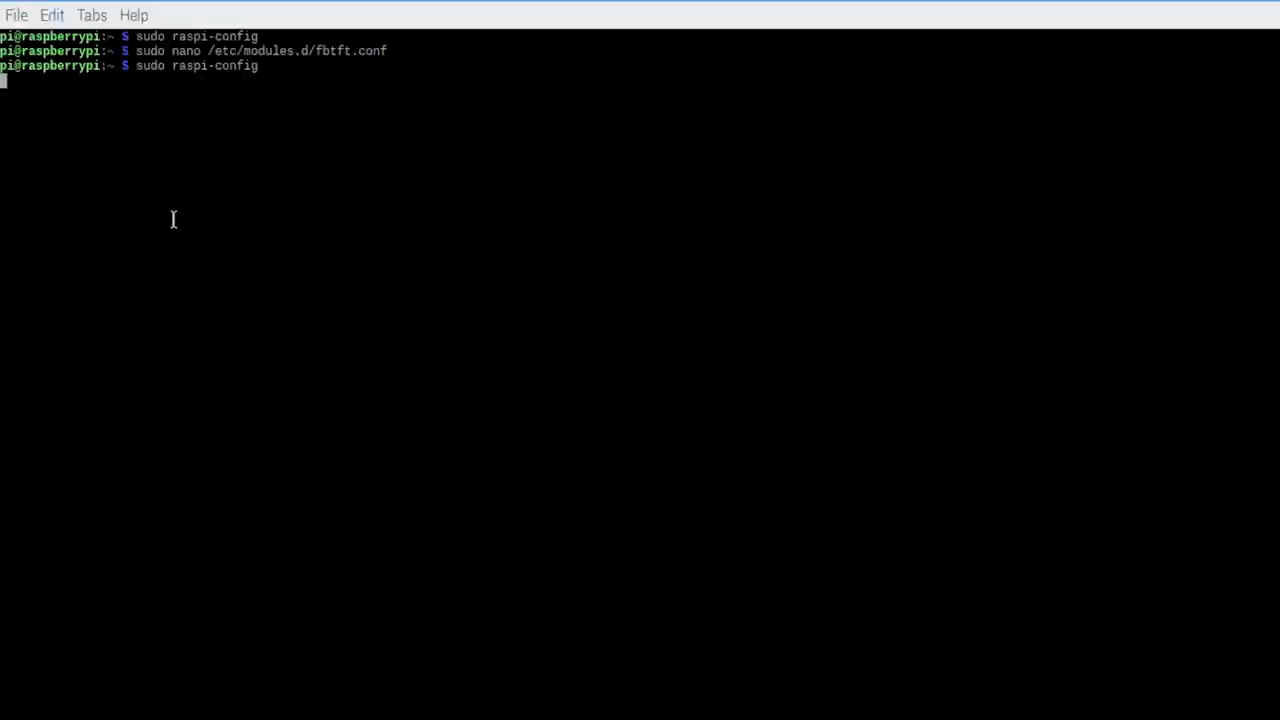 File Edit Tabs Help
pi@raspberrypi:~ $ sudo raspi-config
pi@raspberrypi:~ $ sudo nano /etc/modules.d/fbtft.conf
pi@raspberrypi:~ $ sudo raspi-config